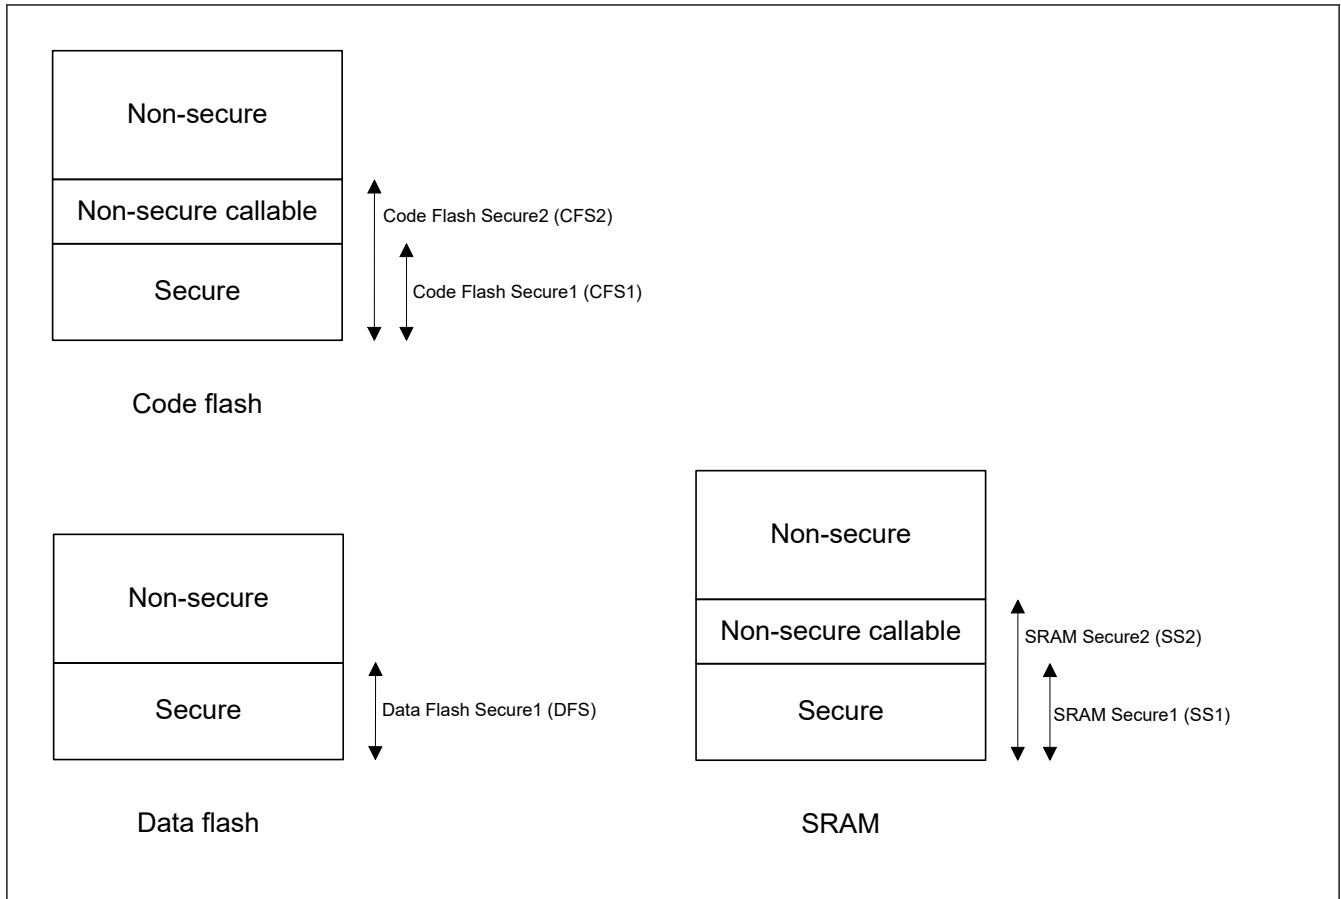 Non-secure
Non-secure callable
Code Flash Secure2 (CFS2)
Secure
Code Flash Secure1 (CFS1)
Code flash
Non-secure
Secure
Data Flash Secure1 (DFS)
Data flash
Non-secure
Non-secure callable
SRAM Secure2 (SS2)
Secure
SRAM Secure1 (SS1)
SRAM